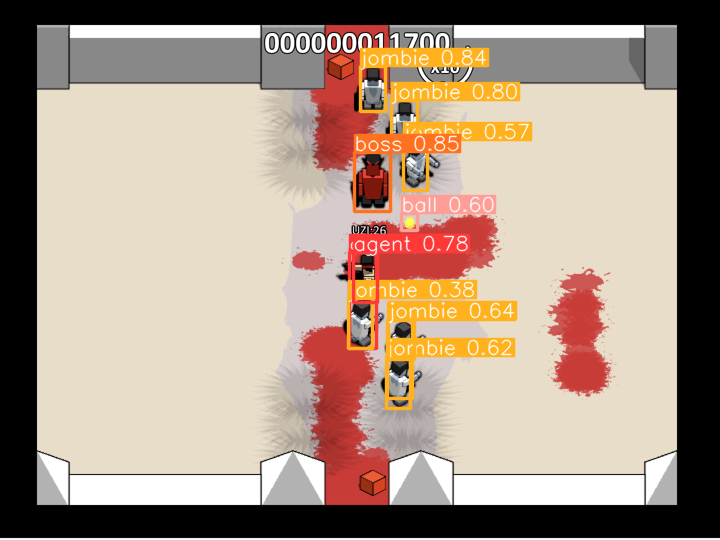 000000011700
jombie 0.84
x10
jombie 0.80
jombie 0.57
boss 0.85
ball 0.60
UZI:26
agent 0.78
ombie 0.38
jombie 0.64
jombie 0.62